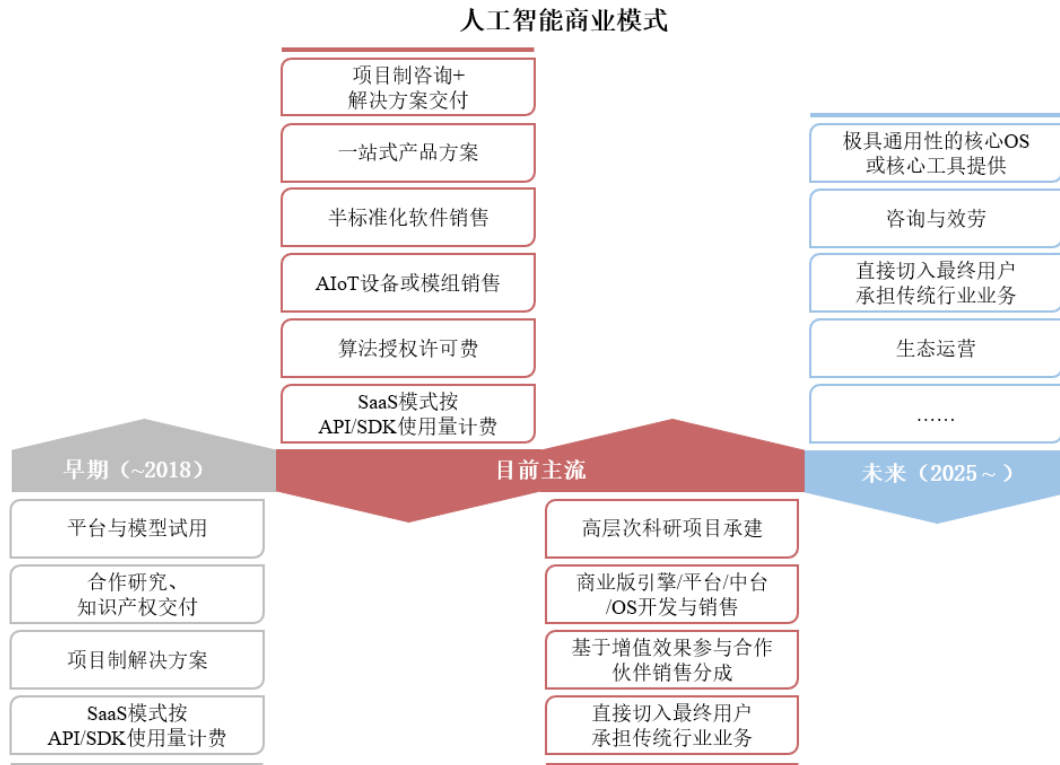 人工智能商业模式
项目制咨询+
解决方案交付
一站式产品方案
半标准化软件销售
AIoT设备或模组销售
算法授权许可费
SaaS模式按
API/SDK使用量计费
极具通用性的核心OS
或核心工具提供
咨询与效劳
直接切入最终用户
承担传统行业业务
生态运营
……
早期（~2018）
目前主流
未来（2025～）
平台与模型试用
合作研究、
知识产权交付
项目制解决方案
SaaS模式按
API/SDK使用量计费
高层次科研项目承建
商业版引擎/平台/中台
/OS开发与销售
基于增值效果参与合作
伙伴销售分成
直接切入最终用户
承担传统行业业务